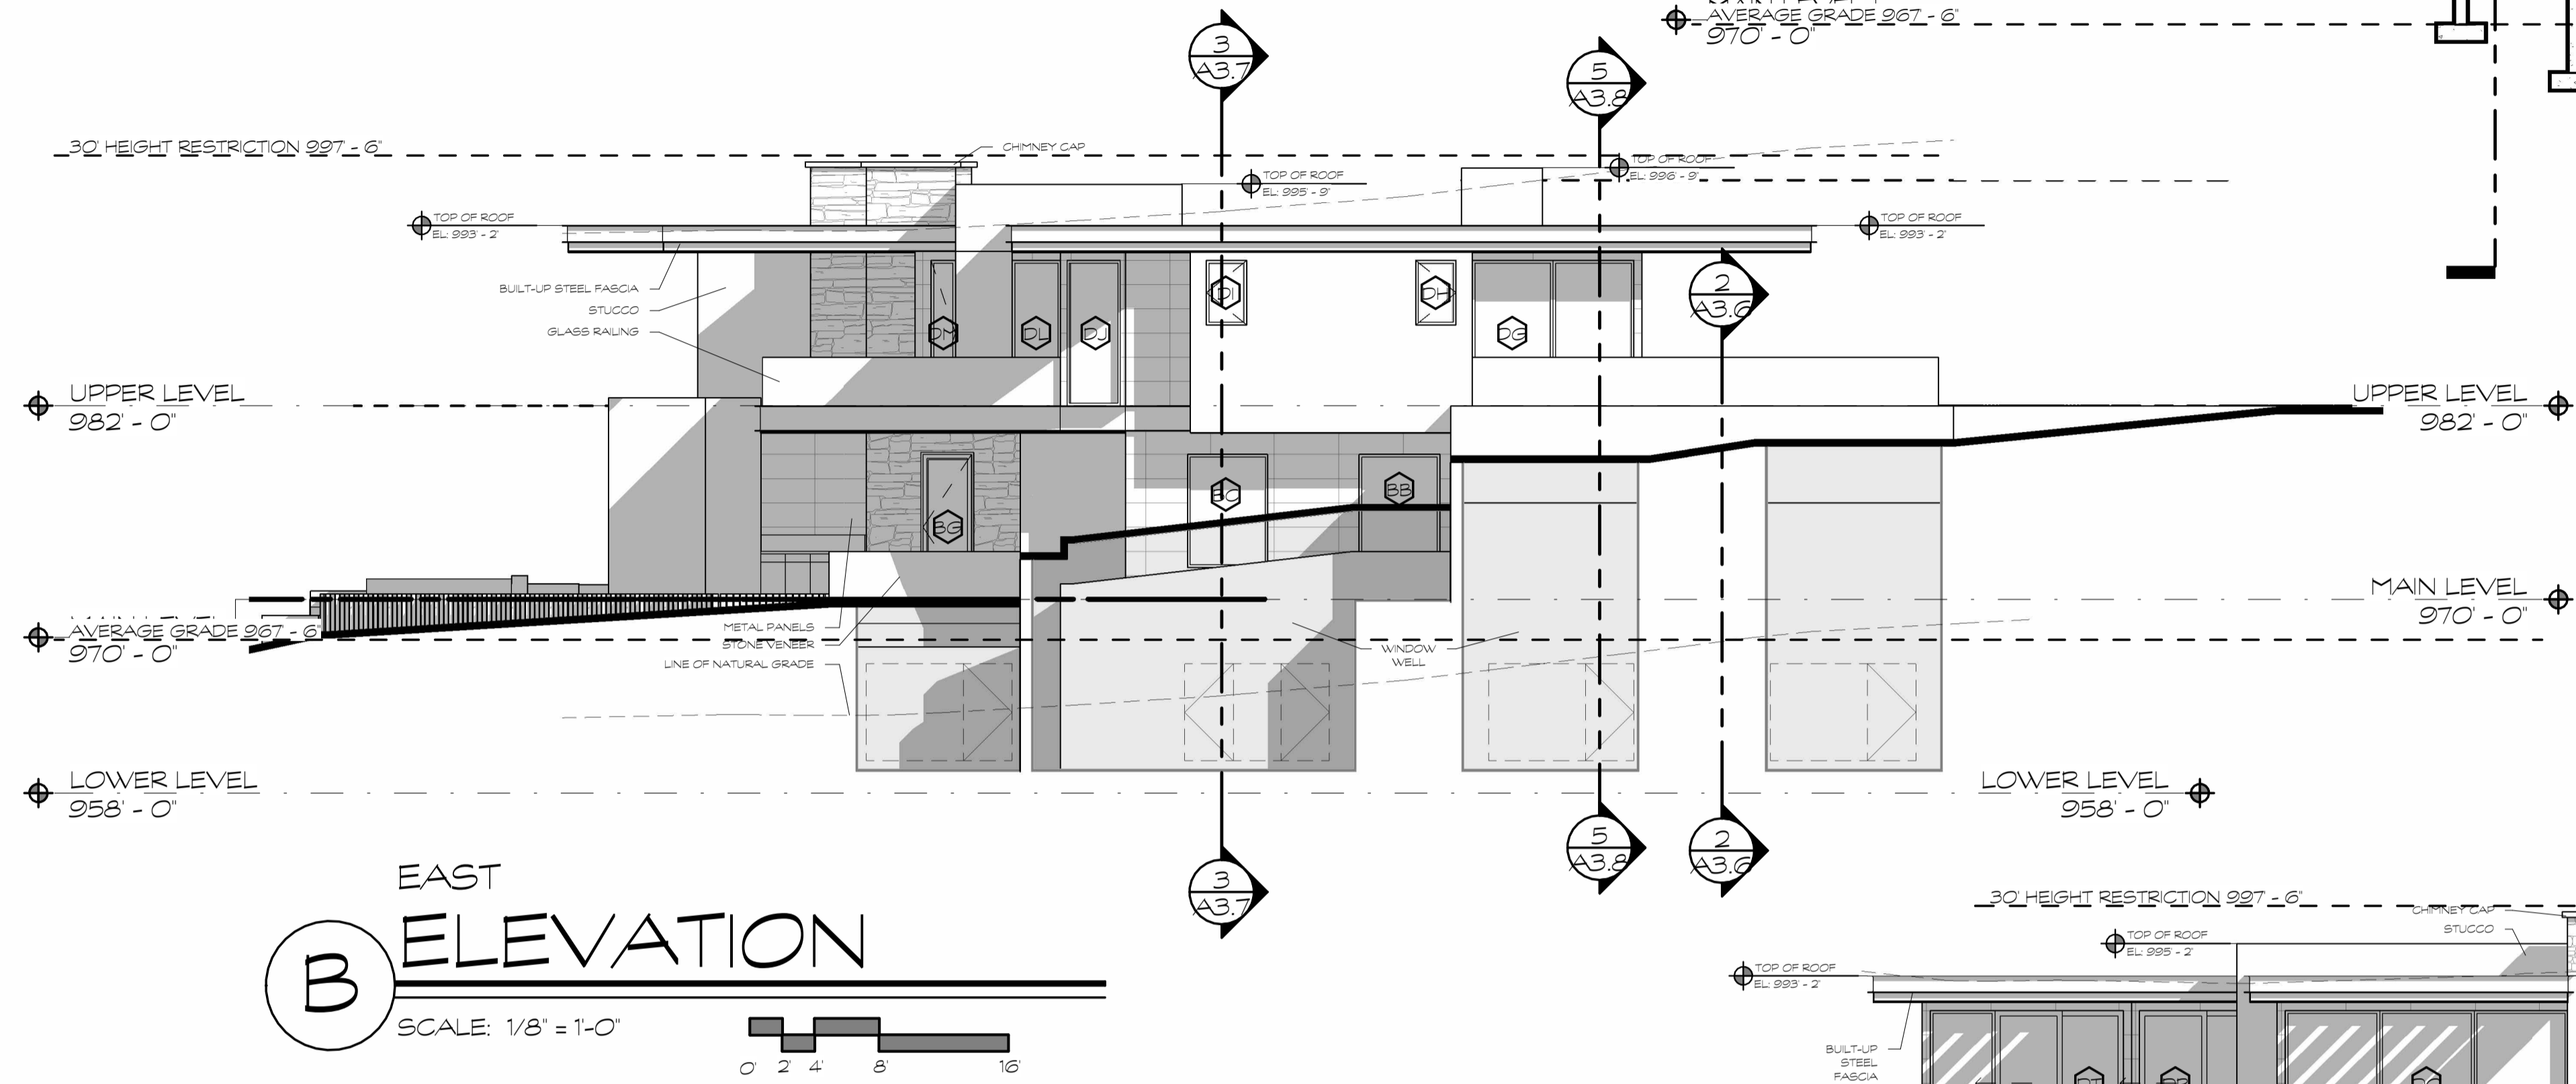 AVERAGE GRADE 967' - 6"
970' - 0"
3
A3.7
5
A3.8
30' HEIGHT RESTRICTION 997' - 6"
CHIMNEY CAP
TOP OF ROOF
EL: 995' - 9"
TOP OF ROOF
EL: 996' - 9"
TOP OF ROOF
EL: 993' - 2"
TOP OF ROOF
EL: 993' - 2"
BUILT-UP STEEL FASCIA
STUCCO
GLASS RAILING
DM
DL
DJ
DI
DH
DG
2
A3.6
UPPER LEVEL
982' - 0"
UPPER LEVEL
982' - 0"
BG
BC
BB
MAIN LEVEL
970' - 0"
AVERAGE GRADE 967' - 6"
970' - 0"
METAL PANELS
STONE VENEER
LINE OF NATURAL GRADE
WINDOW
WELL
LOWER LEVEL
958' - 0"
LOWER LEVEL
958' - 0"
3
A3.7
5
A3.8
2
A3.6
EAST
ELEVATION
B
SCALE: 1/8" = 1'-0"
0' 2' 4' 8' 16'
30' HEIGHT RESTRICTION 997' - 6"
CHIMNEY CAP
STUCCO
TOP OF ROOF
EL: 995' - 2"
TOP OF ROOF
EL: 993' - 2"
BUILT-UP
STEEL
FASCIA